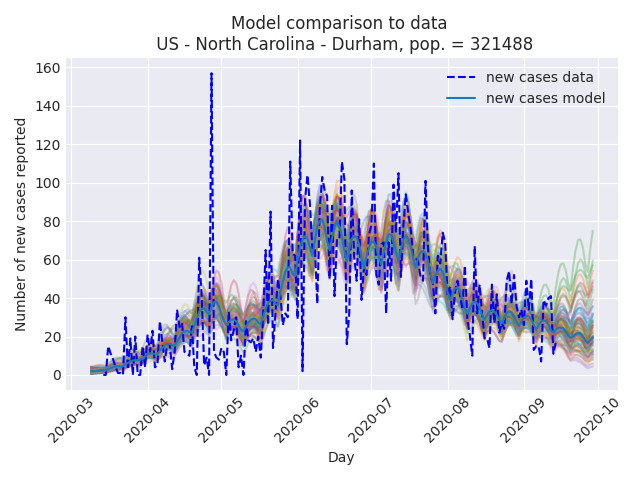 Model comparison to data
US - North Carolina - Durham, pop. = 321488
new cases data
new cases model
Number of new cases reported
160
140
120
100
80
60
40
20
0
2020-03
2020-04
2020-05
2020-06
2020-07
2020-08
2020-09
2020-10
Day